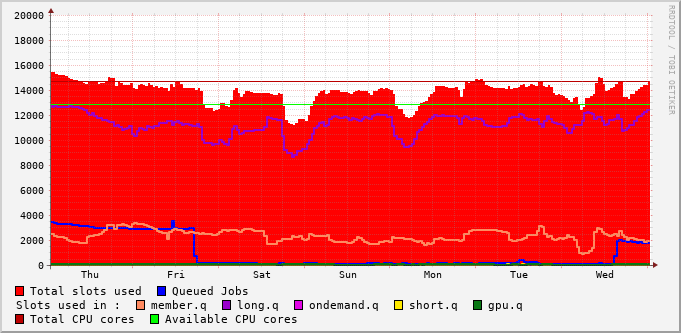 20000
18000
16000
14000
12000
10000
8000
6000
4000
2000
0
Thu Fri Sat Sun Mon Tue Wed
RRDTOOL / TOBI OETIKER
Total slots used Queued Jobs
Slots used in : member.q long.q ondemand.q short.q gpu.q
Total CPU cores Available CPU cores